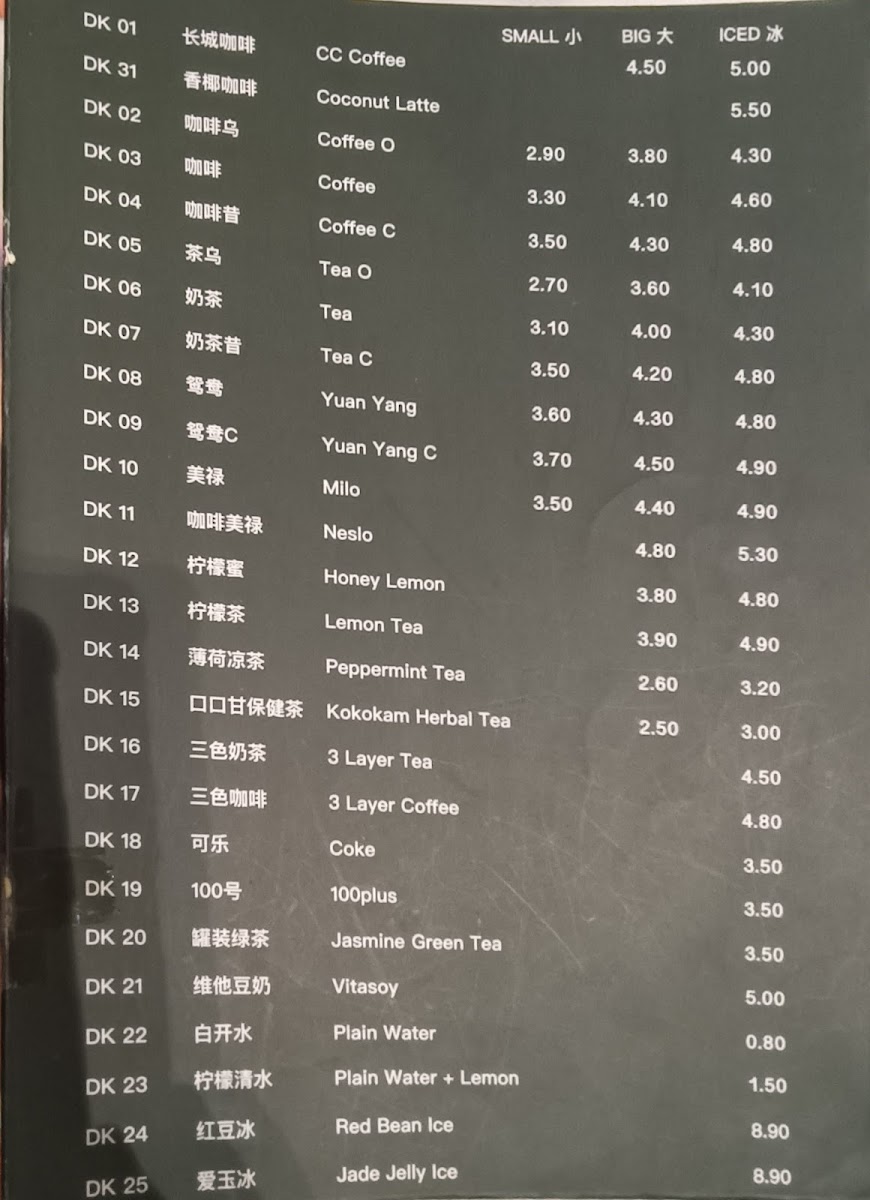 SMALL 小 BIG 大 ICED 冰
DK 01 长城咖啡 CC Coffee 4.50 5.00
DK 31 香椰咖啡 Coconut Latte 5.50
DK 02 咖啡乌 Coffee O 2.90 3.80 4.30
DK 03 咖啡 Coffee 3.30 4.10 4.60
DK 04 咖啡昔 Coffee C 3.50 4.30 4.80
DK 05 茶乌 Tea O 2.70 3.60 4.10
DK 06 奶茶 Tea 3.10 4.00 4.30
DK 07 奶茶昔 Tea C 3.50 4.20 4.80
DK 08 鸳鸯 Yuan Yang 3.60 4.30 4.80
DK 09 鸳鸯C Yuan Yang C 3.70 4.50 4.90
DK 10 美禄 Milo 3.50 4.40 4.90
DK 11 咖啡美禄 Neslo 4.80 5.30
DK 12 柠檬蜜 Honey Lemon 3.80 4.80
DK 13 柠檬茶 Lemon Tea 3.90 4.90
DK 14 薄荷凉茶 Peppermint Tea 2.60 3.20
DK 15 口口甘保健茶 Kokokam Herbal Tea 2.50 3.00
DK 16 三色奶茶 3 Layer Tea 4.50
DK 17 三色咖啡 3 Layer Coffee 4.80
DK 18 可乐 Coke 3.50
DK 19 100号 100plus 3.50
DK 20 罐装绿茶 Jasmine Green Tea 3.50
DK 21 维他豆奶 Vitasoy 5.00
DK 22 白开水 Plain Water 0.80
DK 23 柠檬清水 Plain Water + Lemon 1.50
DK 24 红豆冰 Red Bean Ice 8.90
DK 25 爱玉冰 Jade Jelly Ice 8.90